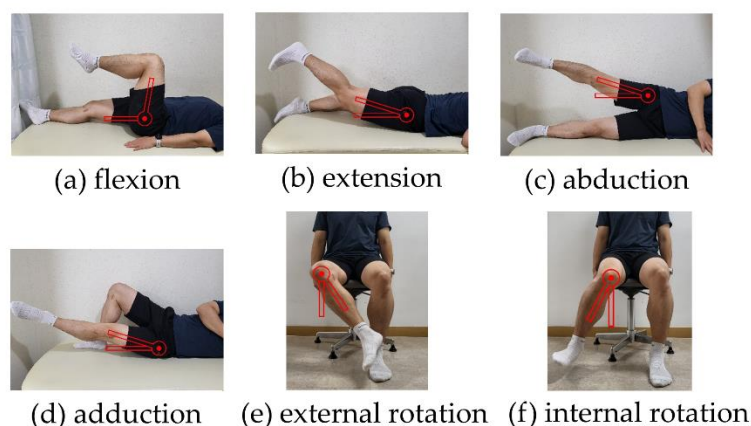 (a) flexion
(b) extension
(c) abduction
(d) adduction
(e) external rotation
(f) internal rotation